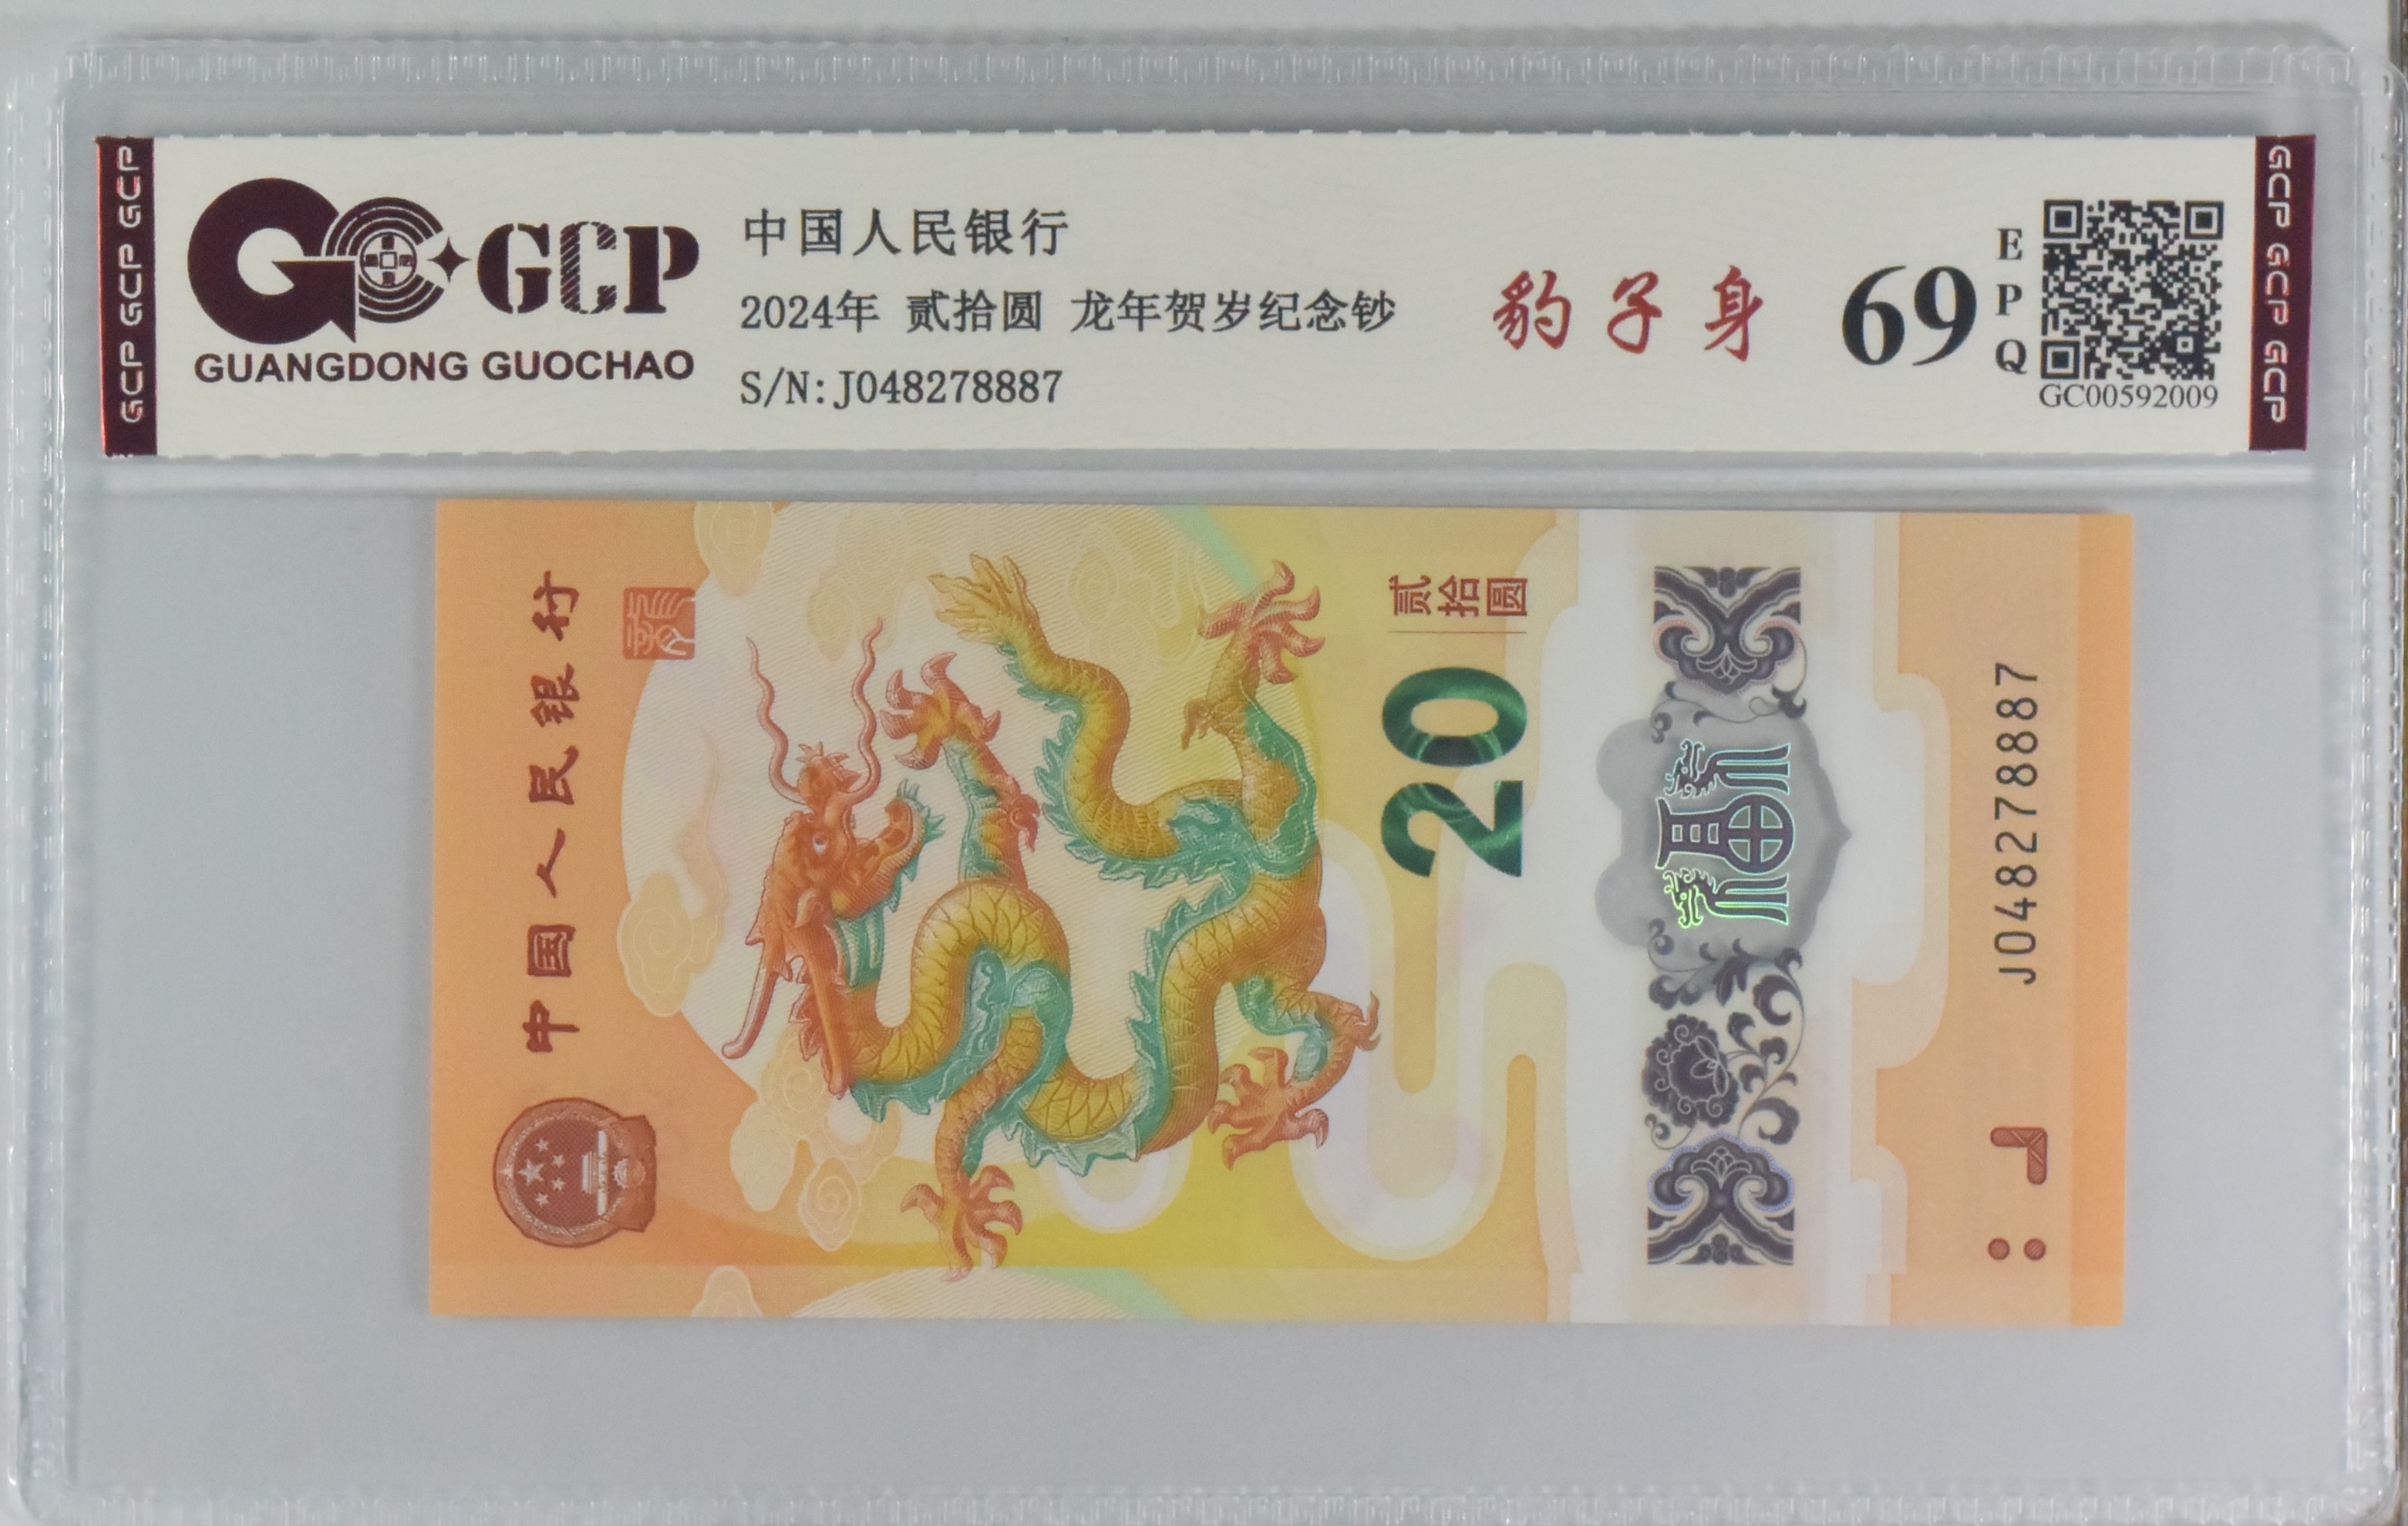 GCP GCP GCP
GCP
GUANGDONG GUOCHAO
中国人民银行
2024年 贰拾圆 龙年贺岁纪念钞
S/N:J048278887
豹子身
69
EPQ
GC00592009
GCP GCP GCP
中国人民银行
贰拾圆
20
J048278887